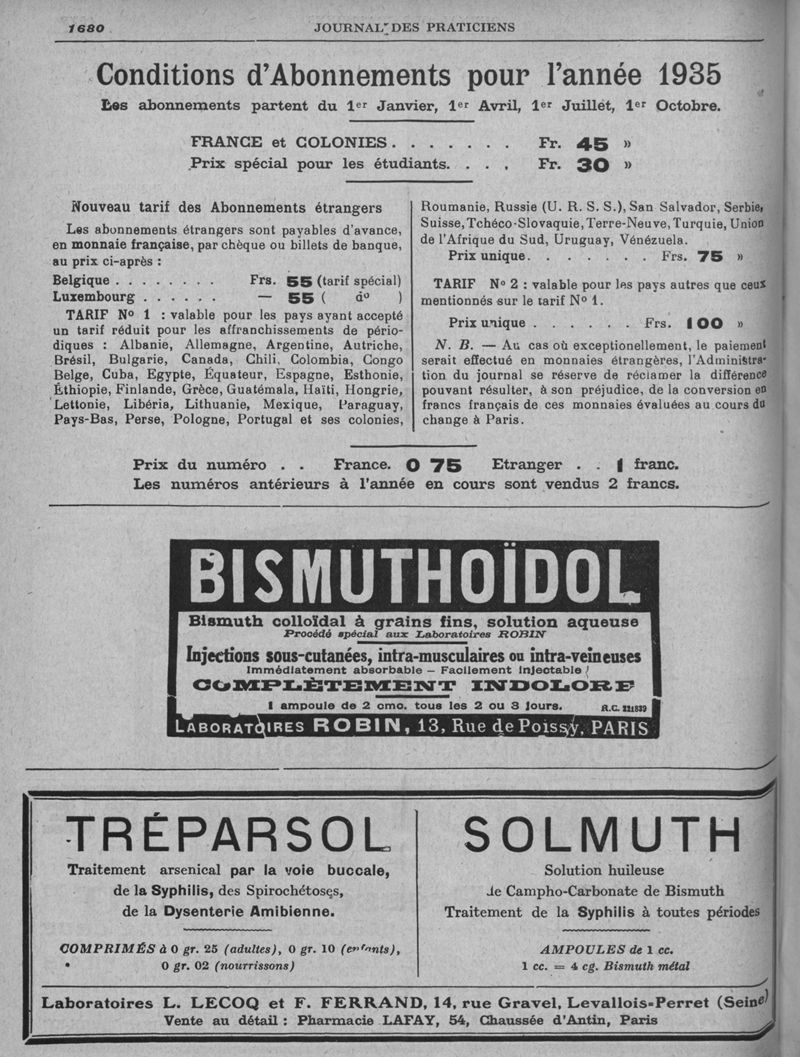 1680
JOURNAL DES PRATICIENS
Conditions d'Abonnements pour l'année 1935
Les abonnements partent du 1er Janvier, 1er Avril, 1er Juillet, 1er Octobre.
FRANCE et COLONIES. . . . . . . Fr. 45 »
Prix spécial pour les étudiants. . . . Fr. 30 »
Nouveau tarif des Abonnements étrangers
Les abonnements étrangers sont payables d'avance,
en monnaie française, par chèque ou billets de banque,
au prix ci-après :
Belgique . . . . . . . . Frs. 55 (tarif spécial)
Luxembourg . . . . . . — 55 ( do )
TARIF No 1 : valable pour les pays ayant accepté
un tarif réduit pour les affranchissements de pério-
diques : Albanie, Allemagne, Argentine, Autriche,
Brésil, Bulgarie, Canada, Chili, Colombia, Congo
Belge, Cuba, Egypte, Équateur, Espagne, Esthonie,
Éthiopie, Finlande, Grèce, Guatémala, Haïti, Hongrie,
Lettonie, Libéria, Lithuanie, Mexique, Paraguay,
Pays-Bas, Perse, Pologne, Portugal et ses colonies,
Roumanie, Russie (U. R. S. S.), San Salvador, Serbie,
Suisse, Tchéco-Slovaquie, Terre-Neuve, Turquie, Union
de l'Afrique du Sud, Uruguay, Vénézuela.
Prix unique. . . . . . . Frs. 75 »
TARIF No 2 : valable pour les pays autres que ceux
mentionnés sur le tarif No 1.
Prix unique . . . . . . Frs. 100 »
N. B. — Au cas où exceptionellement, le paiement
serait effectué en monnaies étrangères, l'Administra-
tion du journal se réserve de réclamer la différence
pouvant résulter, à son préjudice, de la conversion en
francs français de ces monnaies évaluées au cours du
change à Paris.
Prix du numéro . . France. 0 75 Etranger . . 1 franc.
Les numéros antérieurs à l'année en cours sont vendus 2 francs.
BISMUTHOÏDOL
Bismuth colloïdal à grains fins, solution aqueuse
Procédé spécial aux Laboratoires ROBIN
Injections sous-cutanées, intra-musculaires ou intra-veineuses
Immédiatement absorbable — Facilement injectable
COMPLÈTEMENT INDOLORE
1 ampoule de 2 cmc. tous les 2 ou 3 jours. R.C. 221839
LABORATOIRES ROBIN, 13, Rue de Poissy, PARIS
TRÉPARSOL
Traitement arsenical par la voie buccale,
de la Syphilis, des Spirochétoses,
de la Dysenterie Amibienne.
COMPRIMÉS à 0 gr. 25 (adultes), 0 gr. 10 (enfants),
0 gr. 02 (nourrissons)
SOLMUTH
Solution huileuse
de Campho-Carbonate de Bismuth
Traitement de la Syphilis à toutes périodes
AMPOULES de 1 cc.
1 cc. = 4 cg. Bismuth métal
Laboratoires L. LECOQ et F. FERRAND, 14, rue Gravel, Levallois-Perret (Seine)
Vente au détail : Pharmacie LAFAY, 54, Chaussée d'Antin, Paris